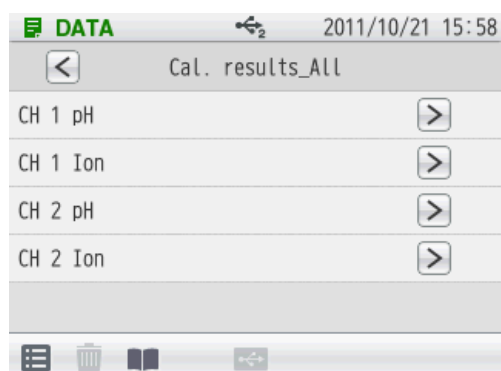 DATA 2 2011/10/21 15:58
Cal. results_All
CH 1 pH
CH 1 Ion
CH 2 pH
CH 2 Ion